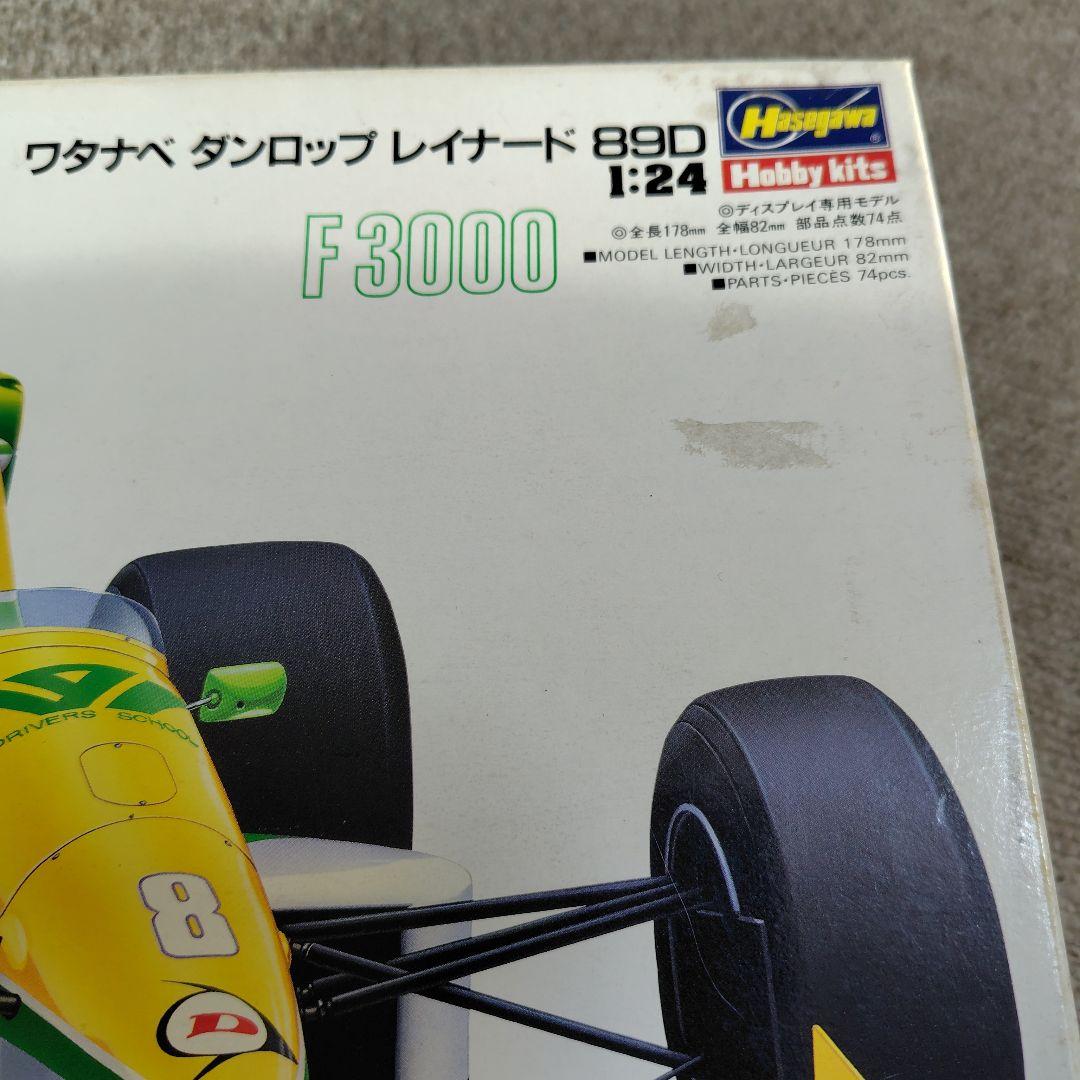 ワタナベ ダンロップ レイナード 89D
1:24
Hasegawa
Hobby kits
F3000
◎ディスプレイ専用モデル
◎全長178mm 全幅82mm 部品点数74点
■MODEL LENGTH・LONGUEUR 178mm
■WIDTH・LARGEUR 82mm
■PARTS・PIECES 74pcs.
DRIVERS SCHOOL
8
D